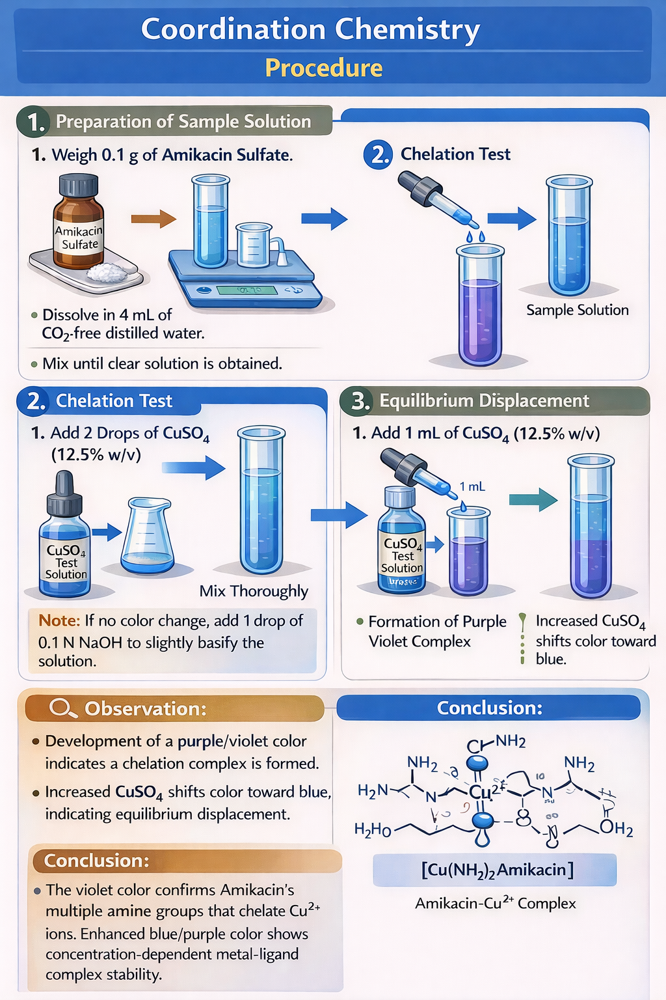 Coordination Chemistry
Procedure
1. Preparation of Sample Solution
1. Weigh 0.1 g of Amikacin Sulfate.
Amikacin
Sulfate
• Dissolve in 4 mL of
CO₂-free distilled water.
• Mix until clear solution is obtained.
2. Chelation Test
Sample Solution
2. Chelation Test
1. Add 2 Drops of CuSO₄
(12.5% w/v)
CuSO₄
Test
Solution
Mix Thoroughly
Note: If no color change, add 1 drop of
0.1 N NaOH to slightly basify the
solution.
3. Equilibrium Displacement
1. Add 1 mL of CuSO₄ (12.5% w/v)
1 mL
CuSO₄
Test
Solution
• Formation of Purple
Violet Complex
Increased CuSO₄
shifts color toward
blue.
Observation:
• Development of a purple/violet color
indicates a chelation complex is formed.
• Increased CuSO₄ shifts color toward blue,
indicating equilibrium displacement.
Conclusion:
• The violet color confirms Amikacin's
multiple amine groups that chelate Cu²⁺
ions. Enhanced blue/purple color shows
concentration-dependent metal-ligand
complex stability.
Conclusion:
NH₂
NH₂
NH₂
H₂N
N
Cu²⁺
N
H₂H₂O
OH₂
[Cu(NH₂)₂Amikacin]
Amikacin-Cu²⁺ Complex